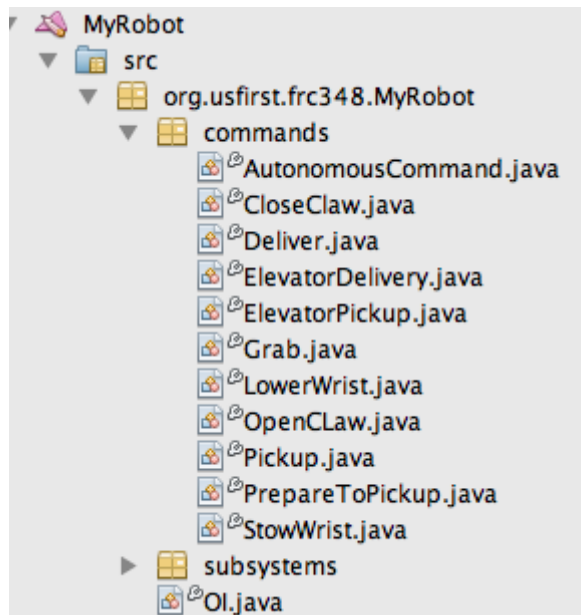 MyRobot
src
org.usfirst.frc348.MyRobot
commands
AutonomousCommand.java
CloseClaw.java
Deliver.java
ElevatorDelivery.java
ElevatorPickup.java
Grab.java
LowerWrist.java
OpenCLaw.java
Pickup.java
PrepareToPickup.java
StowWrist.java
subsystems
OI.java